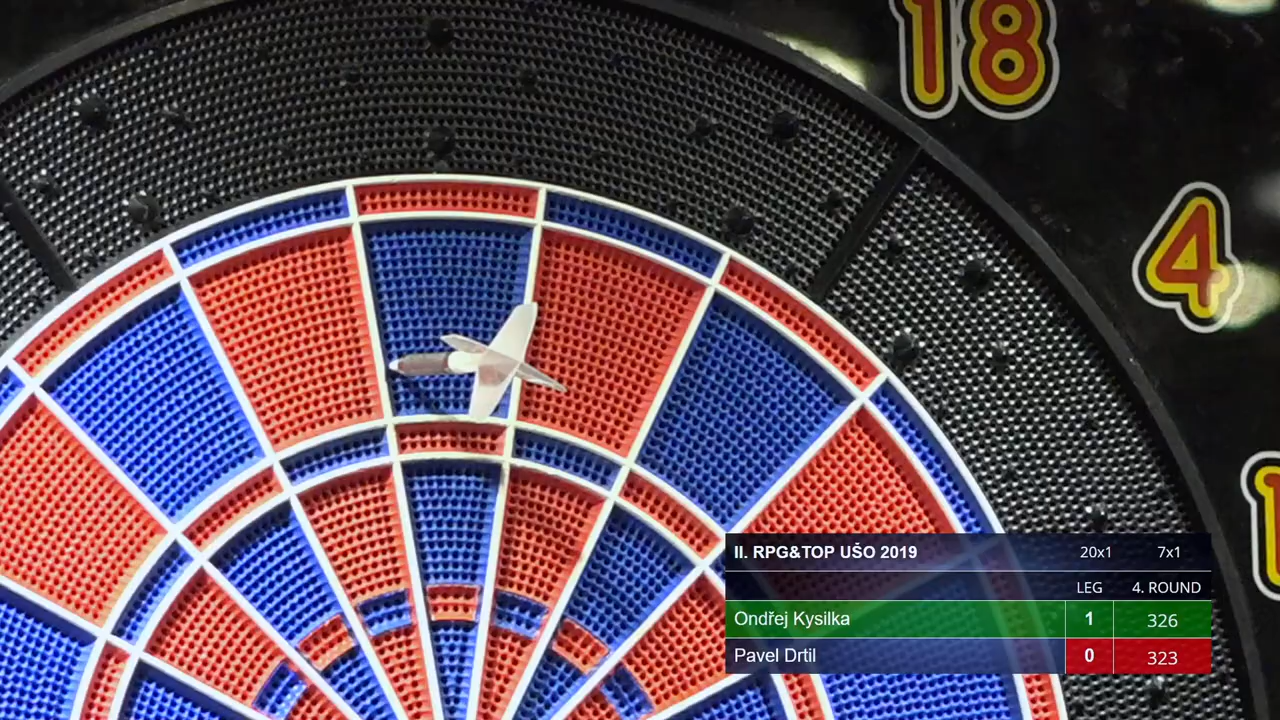 18
4
II. RPG&TOP UŠO 2019 20x1 7x1
LEG 4. ROUND
Ondřej Kysilka 1 326
Pavel Drtil 0 323